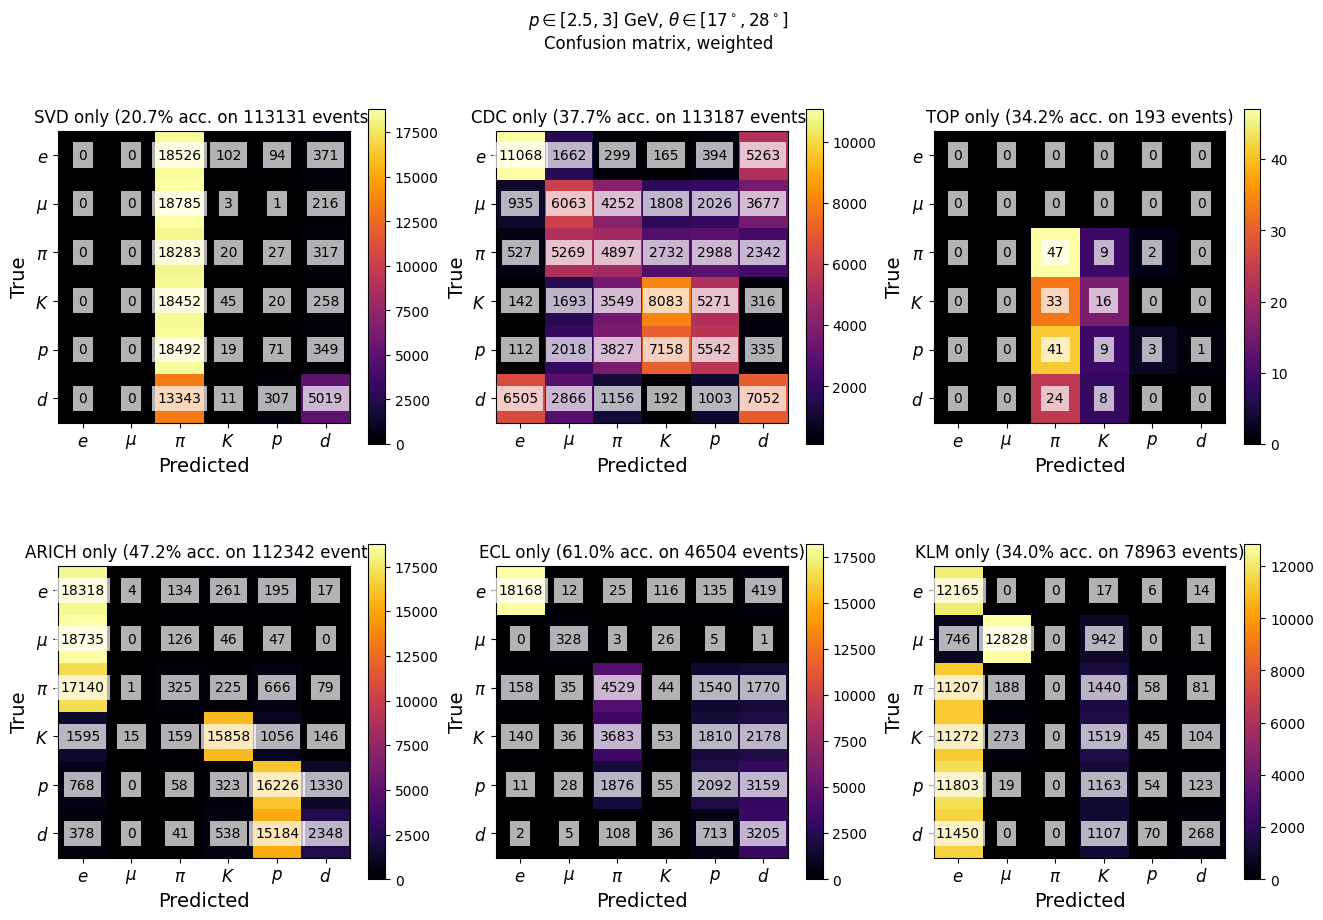 p ∈ [2.5, 3] GeV, θ ∈ [17°, 28°]
Confusion matrix, weighted
SVD only (20.7% acc. on 113131 events
True
e 0 0 18526 102 94 371
μ 0 0 18785 3 1 216
π 0 0 18283 20 27 317
K 0 0 18452 45 20 258
p 0 0 18492 19 71 349
d 0 0 13343 11 307 5019
e μ π K p d
Predicted
17500
15000
12500
10000
7500
5000
2500
0
CDC only (37.7% acc. on 113187 events
True
e 11068 1662 299 165 394 5263
μ 935 6063 4252 1808 2026 3677
π 527 5269 4897 2732 2988 2342
K 142 1693 3549 8083 5271 316
p 112 2018 3827 7158 5542 335
d 6505 2866 1156 192 1003 7052
e μ π K p d
Predicted
10000
8000
6000
4000
2000
TOP only (34.2% acc. on 193 events)
True
e 0 0 0 0 0 0
μ 0 0 0 0 0 0
π 0 0 47 9 2 0
K 0 0 33 16 0 0
p 0 0 41 9 3 1
d 0 0 24 8 0 0
e μ π K p d
Predicted
40
30
20
10
0
ARICH only (47.2% acc. on 112342 event
True
e 18318 4 134 261 195 17
μ 18735 0 126 46 47 0
π 17140 1 325 225 666 79
K 1595 15 159 15858 1056 146
p 768 0 58 323 16226 1330
d 378 0 41 538 15184 2348
e μ π K p d
Predicted
17500
15000
12500
10000
7500
5000
2500
0
ECL only (61.0% acc. on 46504 events)
True
e 18168 12 25 116 135 419
μ 0 328 3 26 5 1
π 158 35 4529 44 1540 1770
K 140 36 3683 53 1810 2178
p 11 28 1876 55 2092 3159
d 2 5 108 36 713 3205
e μ π K p d
Predicted
17500
15000
12500
10000
7500
5000
2500
0
KLM only (34.0% acc. on 78963 events)
True
e 12165 0 0 17 6 14
μ 746 12828 0 942 0 1
π 11207 188 0 1440 58 81
K 11272 273 0 1519 45 104
p 11803 19 0 1163 54 123
d 11450 0 0 1107 70 268
e μ π K p d
Predicted
12000
10000
8000
6000
4000
2000
0